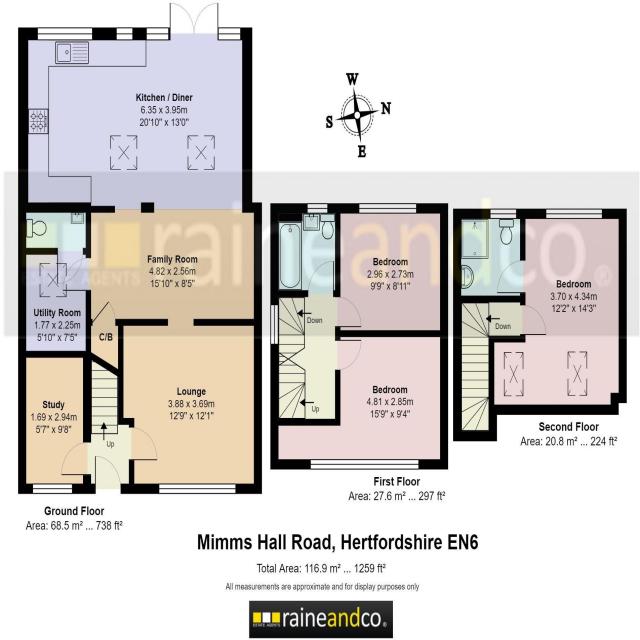 W
S
N
E
Kitchen / Diner
6.35 x 3.95m
20'10" x 13'0"
raineandco®
ESTATE AGENTS
Family Room
4.82 x 2.56m
15'10" x 8'5"
Utility Room
1.77 x 2.25m
5'10" x 7'5"
C/B
Study
1.69 x 2.94m
5'7" x 9'8"
Up
Lounge
3.88 x 3.69m
12'9" x 12'1"
Ground Floor
Area: 68.5 m² ... 738 ft²
Bedroom
2.96 x 2.73m
9'9" x 8'11"
Down
Up
Bedroom
4.81 x 2.85m
15'9" x 9'4"
First Floor
Area: 27.6 m² ... 297 ft²
Bedroom
3.70 x 4.34m
12'2" x 14'3"
Down
Second Floor
Area: 20.8 m² ... 224 ft²
Mimms Hall Road, Hertfordshire EN6
Total Area: 116.9 m² ... 1259 ft²
All measurements are approximate and for display purposes only
ESTATE AGENTS
raineandco.®